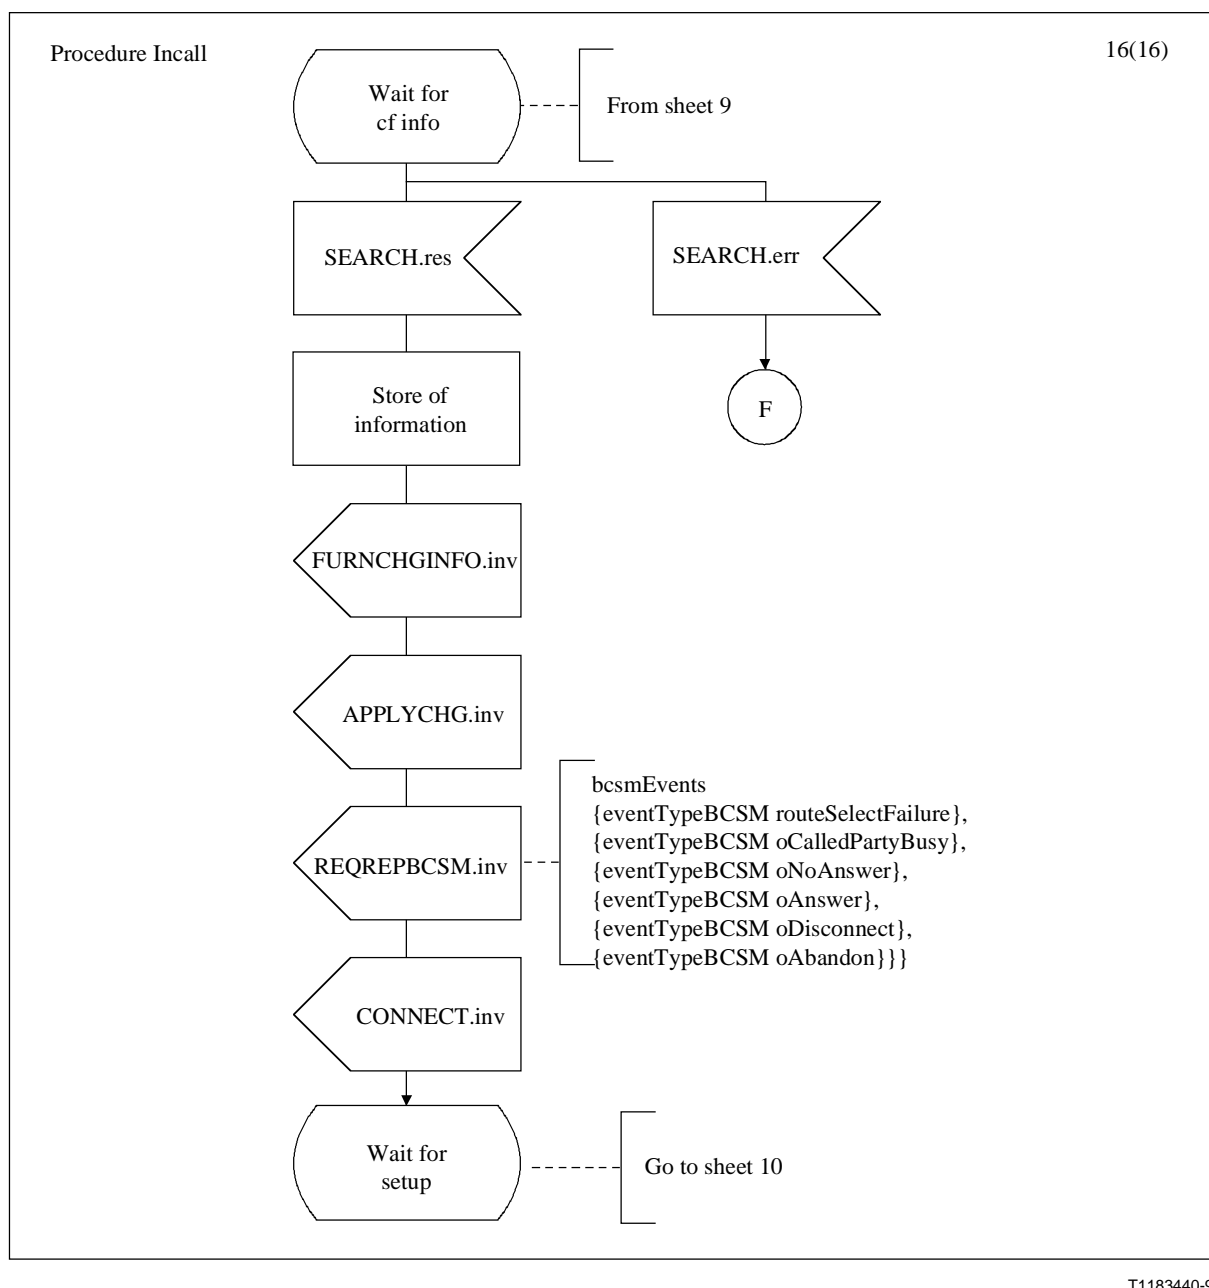 Procedure Incall
16(16)
Wait for
cf info
From sheet 9
SEARCH.res
SEARCH.err
Store of
information
F
FURNCHGINFO.inv
APPLYCHG.inv
REQREPBCSM.inv
bcsmEvents
{eventTypeBCSM routeSelectFailure},
{eventTypeBCSM oCalledPartyBusy},
{eventTypeBCSM oNoAnswer},
{eventTypeBCSM oAnswer},
{eventTypeBCSM oDisconnect},
{eventTypeBCSM oAbandon}}}
CONNECT.inv
Wait for
setup
Go to sheet 10
T1183440-9